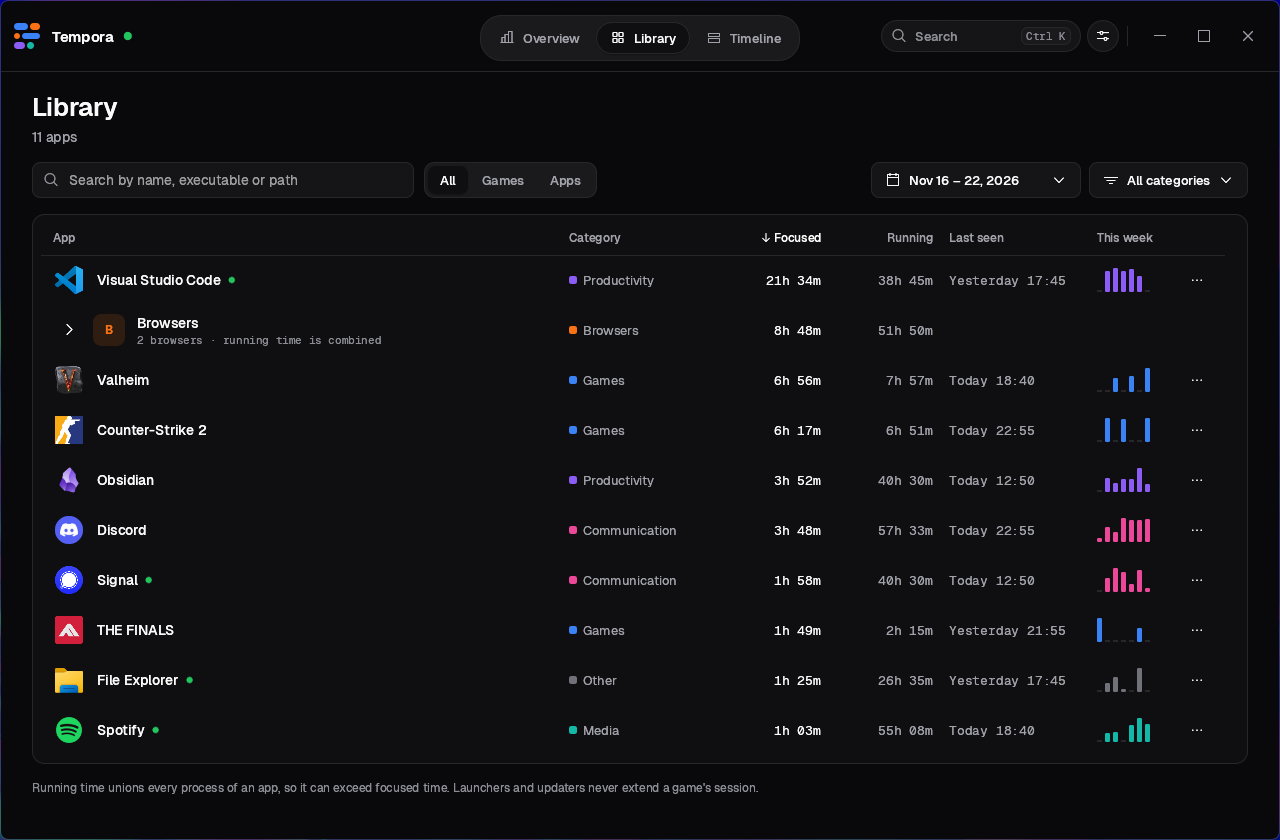 Tempora
Overview
Library
Timeline
Search
Ctrl K
Library
11 apps
Search by name, executable or path
All
Games
Apps
Nov 16 – 22, 2026
All categories
App
Category
↓ Focused
Running
Last seen
This week
Visual Studio Code
Productivity
21h 34m
38h 45m
Yesterday 17:45
B
Browsers
2 browsers · running time is combined
Browsers
8h 48m
51h 50m
Valheim
Games
6h 56m
7h 57m
Today 18:40
Counter-Strike 2
Games
6h 17m
6h 51m
Today 22:55
Obsidian
Productivity
3h 52m
40h 30m
Today 12:50
Discord
Communication
3h 48m
57h 33m
Today 22:55
Signal
Communication
1h 58m
40h 30m
Today 12:50
THE FINALS
Games
1h 49m
2h 15m
Yesterday 21:55
File Explorer
Other
1h 25m
26h 35m
Yesterday 17:45
Spotify
Media
1h 03m
55h 08m
Today 18:40
Running time unions every process of an app, so it can exceed focused time. Launchers and updaters never extend a game's session.